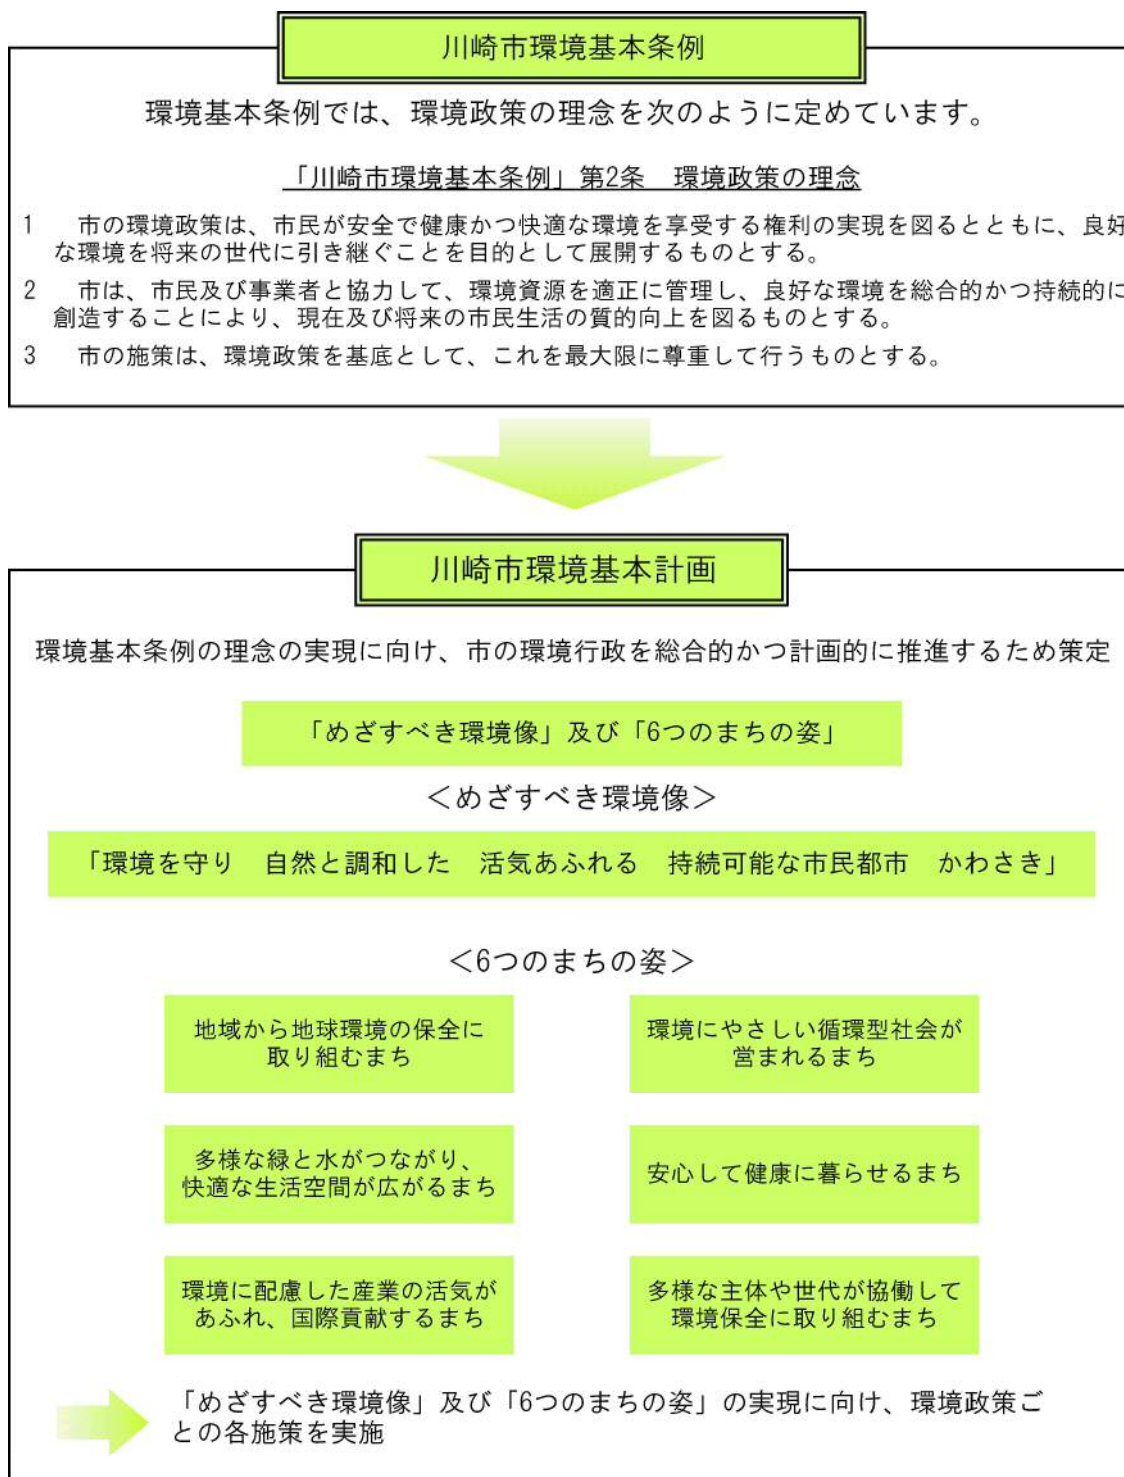 川崎市環境基本条例
環境基本条例では、環境政策の理念を次のように定めています。
「川崎市環境基本条例」第2条　環境政策の理念
1　市の環境政策は、市民が安全で健康かつ快適な環境を享受する権利の実現を図るとともに、良好
な環境を将来の世代に引き継ぐことを目的として展開するものとする。
2　市は、市民及び事業者と協力して、環境資源を適正に管理し、良好な環境を総合的かつ持続的に
創造することにより、現在及び将来の市民生活の質的向上を図るものとする。
3　市の施策は、環境政策を基底として、これを最大限に尊重して行うものとする。
川崎市環境基本計画
環境基本条例の理念の実現に向け、市の環境行政を総合的かつ計画的に推進するため策定
「めざすべき環境像」及び「6つのまちの姿」
＜めざすべき環境像＞
「環境を守り　自然と調和した　活気あふれる　持続可能な市民都市　かわさき」
＜6つのまちの姿＞
地域から地球環境の保全に
取り組むまち
環境にやさしい循環型社会が
営まれるまち
多様な緑と水がつながり、
快適な生活空間が広がるまち
安心して健康に暮らせるまち
環境に配慮した産業の活気が
あふれ、国際貢献するまち
多様な主体や世代が協働して
環境保全に取り組むまち
「めざすべき環境像」及び「6つのまちの姿」の実現に向け、環境政策ご
との各施策を実施